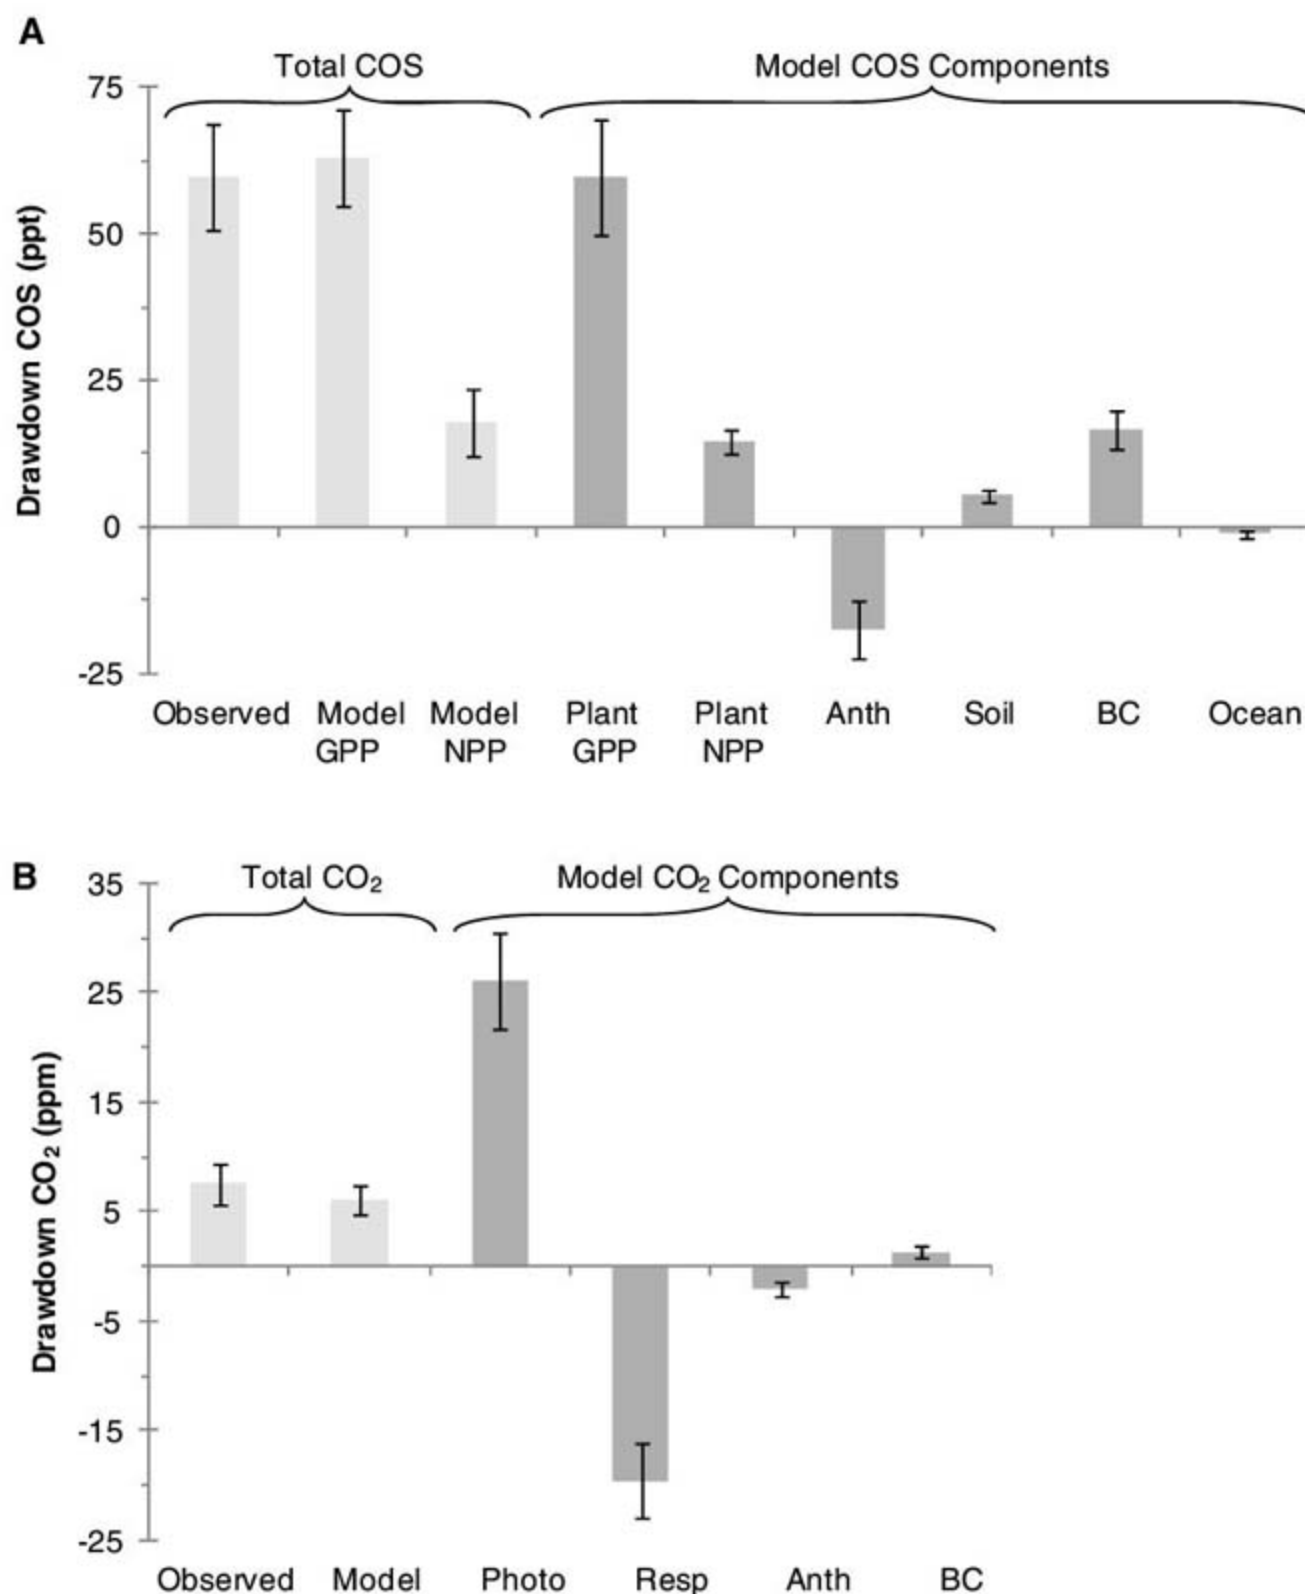 A
Total COS
Model COS Components
75
50
25
0
-25
Drawdown COS (ppt)
Observed
Model GPP
Model NPP
Plant GPP
Plant NPP
Anth
Soil
BC
Ocean
B
Total CO₂
Model CO₂ Components
35
25
15
5
-5
-15
-25
Drawdown CO₂ (ppm)
Observed
Model
Photo
Resp
Anth
BC